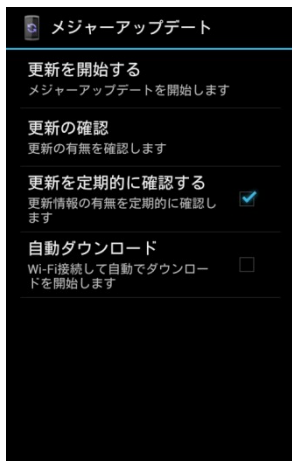 メジャーアップデート
更新を開始する
メジャーアップデートを開始します
更新の確認
更新の有無を確認します
更新を定期的に確認する
更新情報の有無を定期的に確認し
ます
自動ダウンロード
Wi-Fi接続して自動でダウンロー
ドを開始します